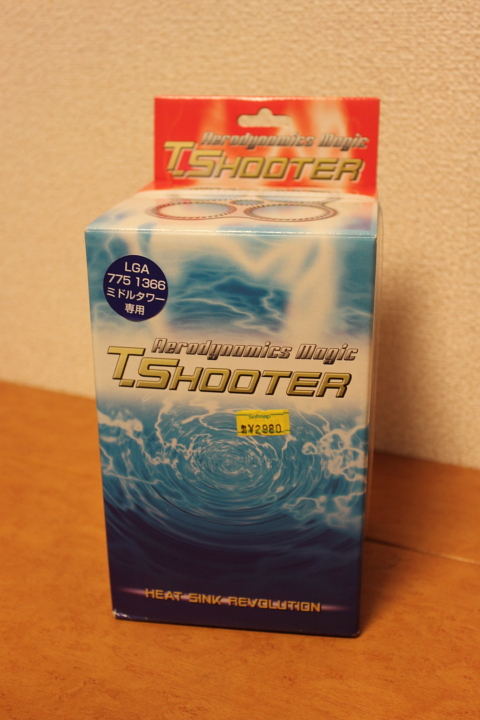 Aerodynamics Magic
T.SHOOTER
LGA
775 1366
ミドルタワー
専用
Aerodynamics Magic
T.SHOOTER
Sofmap
¥2980
HEAT SINK REVOLUTION